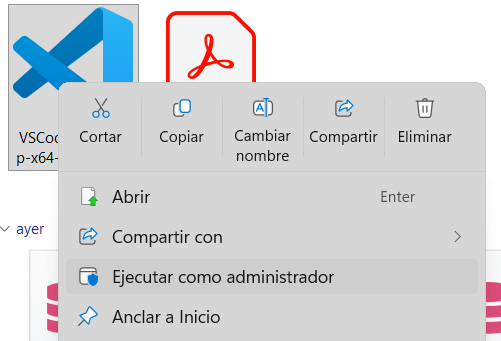 VSCod
p-x64-
Cortar
Copiar
Cambiar
nombre
Compartir
Eliminar
Abrir Enter
Compartir con
ayer
Ejecutar como administrador
Anclar a Inicio